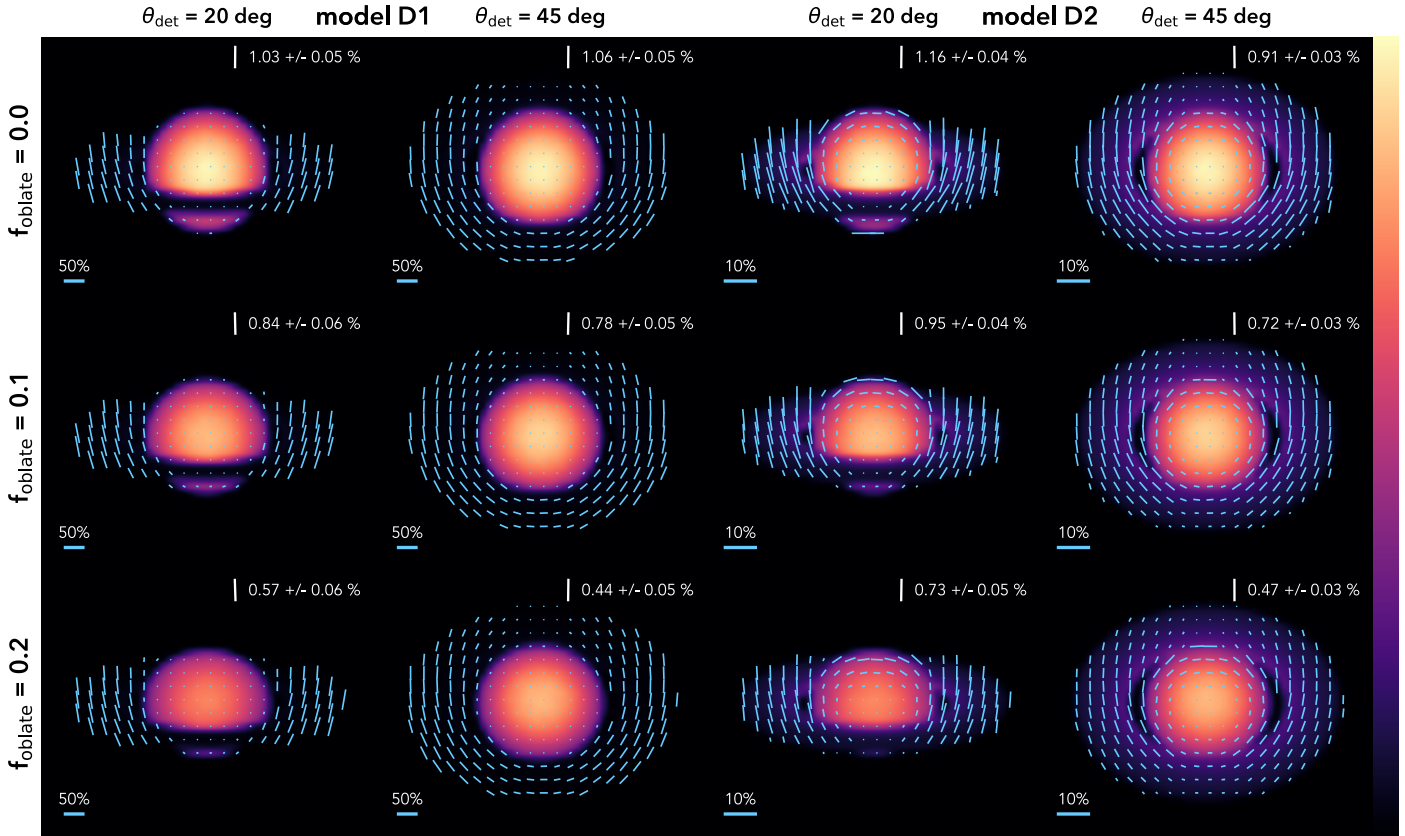 θdet = 20 deg model D1 θdet = 45 deg θdet = 20 deg model D2 θdet = 45 deg
foblate = 0.0
1.03 +/- 0.05 % 1.06 +/- 0.05 % 1.16 +/- 0.04 % 0.91 +/- 0.03 %
50% 50% 10% 10%
foblate = 0.1
0.84 +/- 0.06 % 0.78 +/- 0.05 % 0.95 +/- 0.04 % 0.72 +/- 0.03 %
50% 50% 10% 10%
foblate = 0.2
0.57 +/- 0.06 % 0.44 +/- 0.05 % 0.73 +/- 0.05 % 0.47 +/- 0.03 %
50% 50% 10% 10%